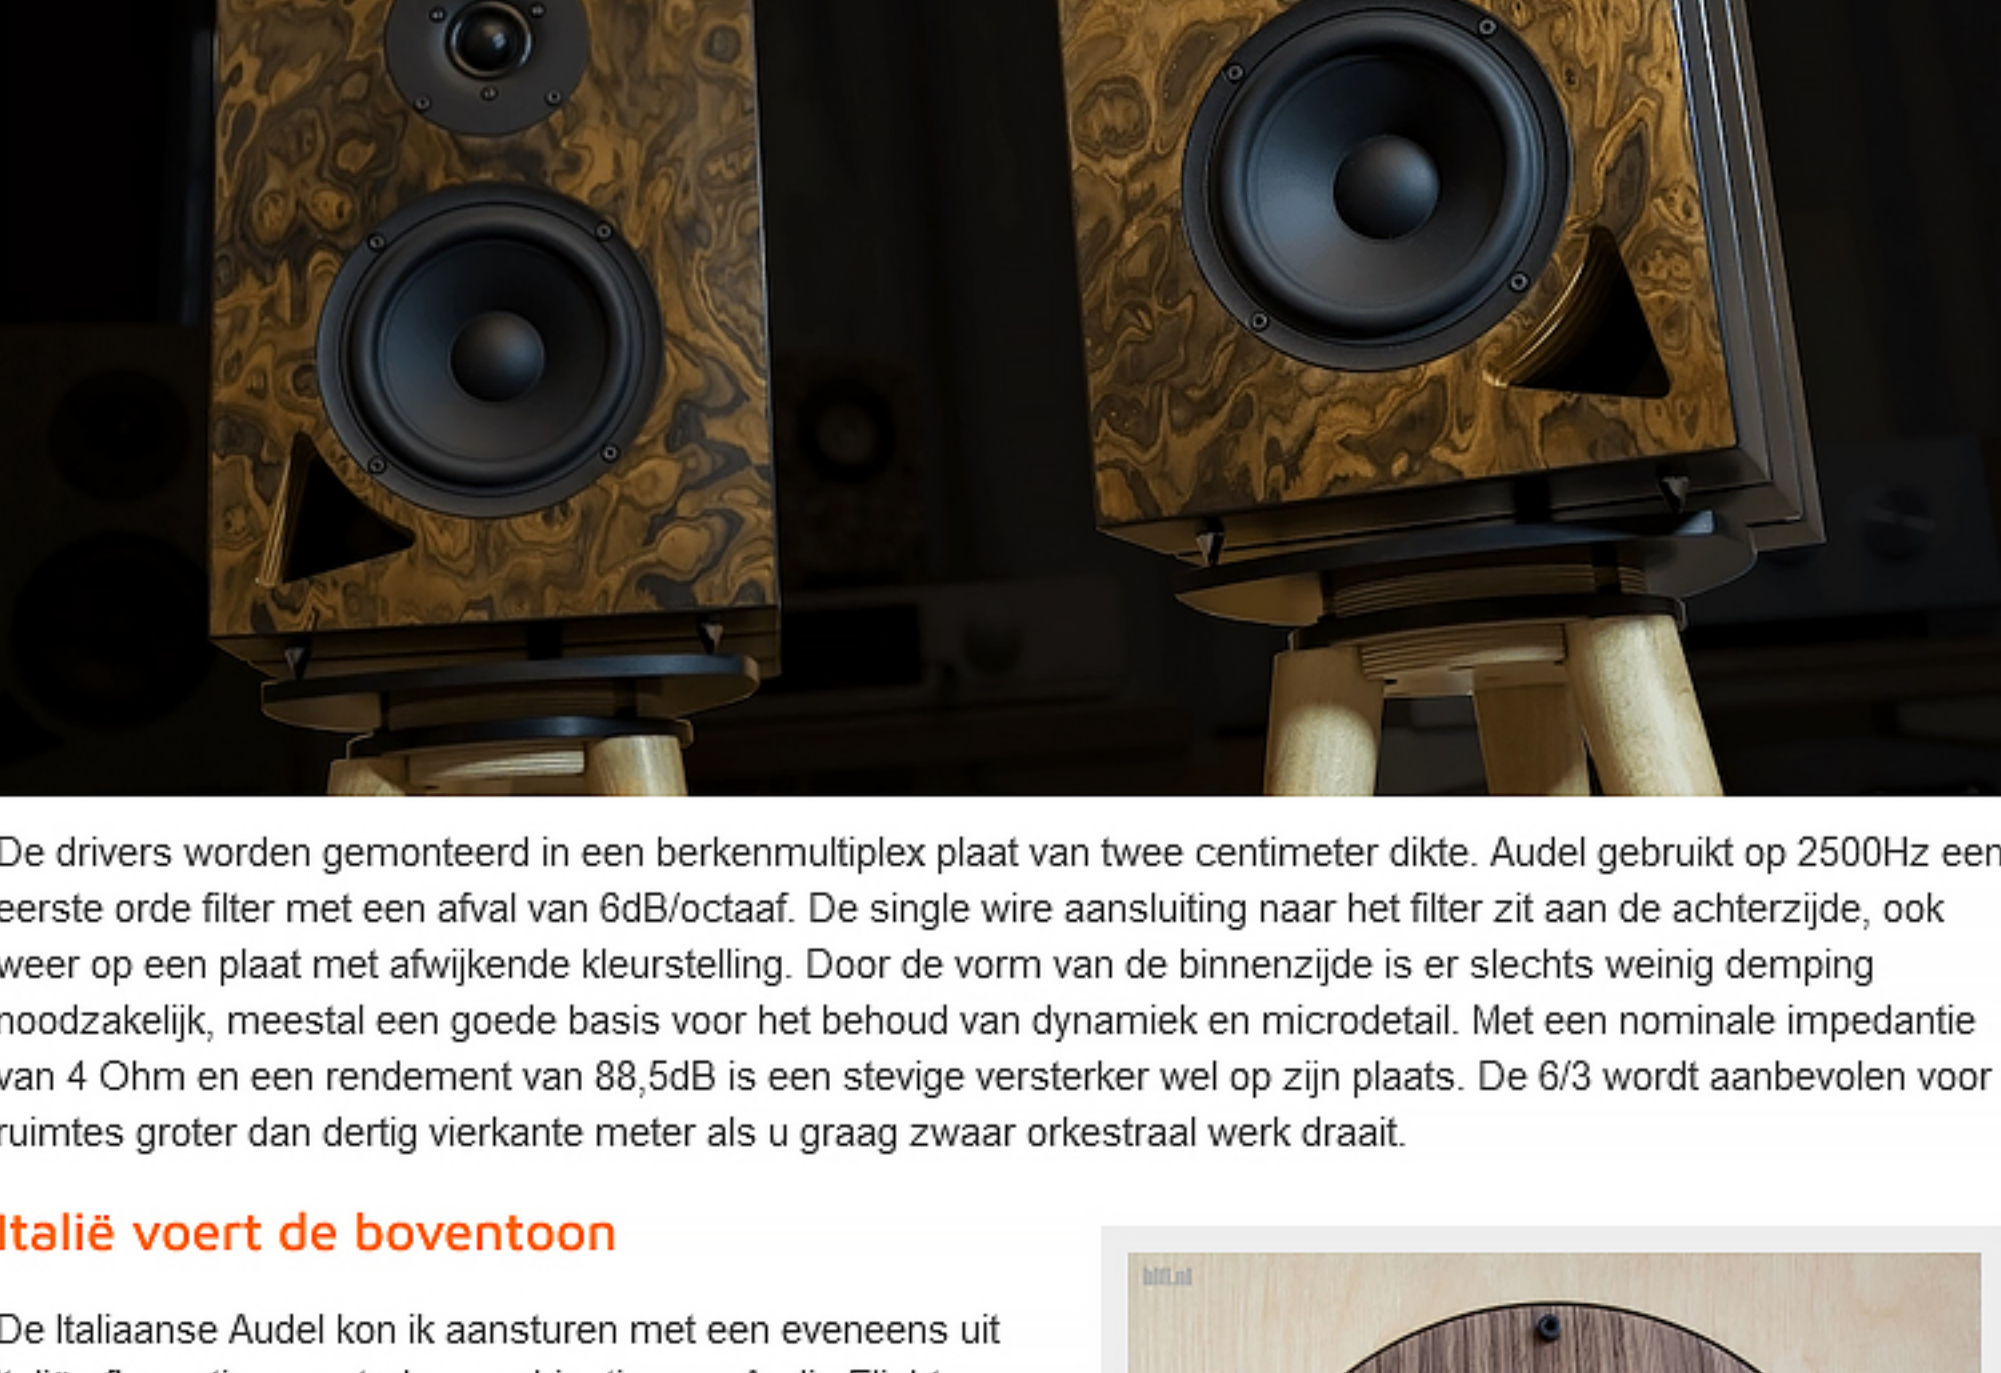 De drivers worden gemonteerd in een berkenmultiplex plaat van twee centimeter dikte. Audel gebruikt op 2500Hz een
eerste orde filter met een afval van 6dB/octaaf. De single wire aansluiting naar het filter zit aan de achterzijde, ook
weer op een plaat met afwijkende kleurstelling. Door de vorm van de binnenzijde is er slechts weinig demping
noodzakelijk, meestal een goede basis voor het behoud van dynamiek en microdetail. Met een nominale impedantie
van 4 Ohm en een rendement van 88,5dB is een stevige versterker wel op zijn plaats. De 6/3 wordt aanbevolen voor
ruimtes groter dan dertig vierkante meter als u graag zwaar orkestraal werk draait.
Italië voert de boventoon
hifi.nl
De Italiaanse Audel kon ik aansturen met een eveneens uit